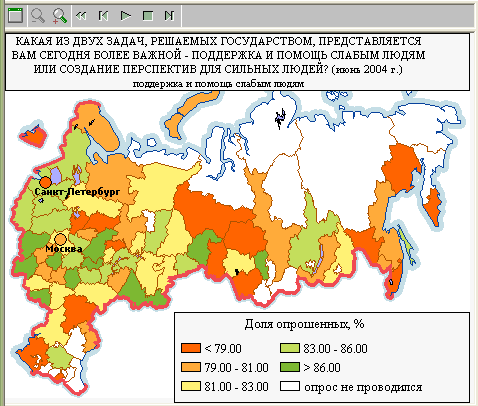 КАКАЯ ИЗ ДВУХ ЗАДАЧ, РЕШАЕМЫХ ГОСУДАРСТВОМ, ПРЕДСТАВЛЯЕТСЯ
ВАМ СЕГОДНЯ БОЛЕЕ ВАЖНОЙ - ПОДДЕРЖКА И ПОМОЩЬ СЛАБЫМ ЛЮДЯМ
ИЛИ СОЗДАНИЕ ПЕРСПЕКТИВ ДЛЯ СИЛЬНЫХ ЛЮДЕЙ? (июнь 2004 г.)
поддержка и помощь слабым людям
Санкт-Петербург
Москва
Доля опрошенных, %
< 79.00
83.00 - 86.00
79.00 - 81.00
> 86.00
81.00 - 83.00
опрос не проводился